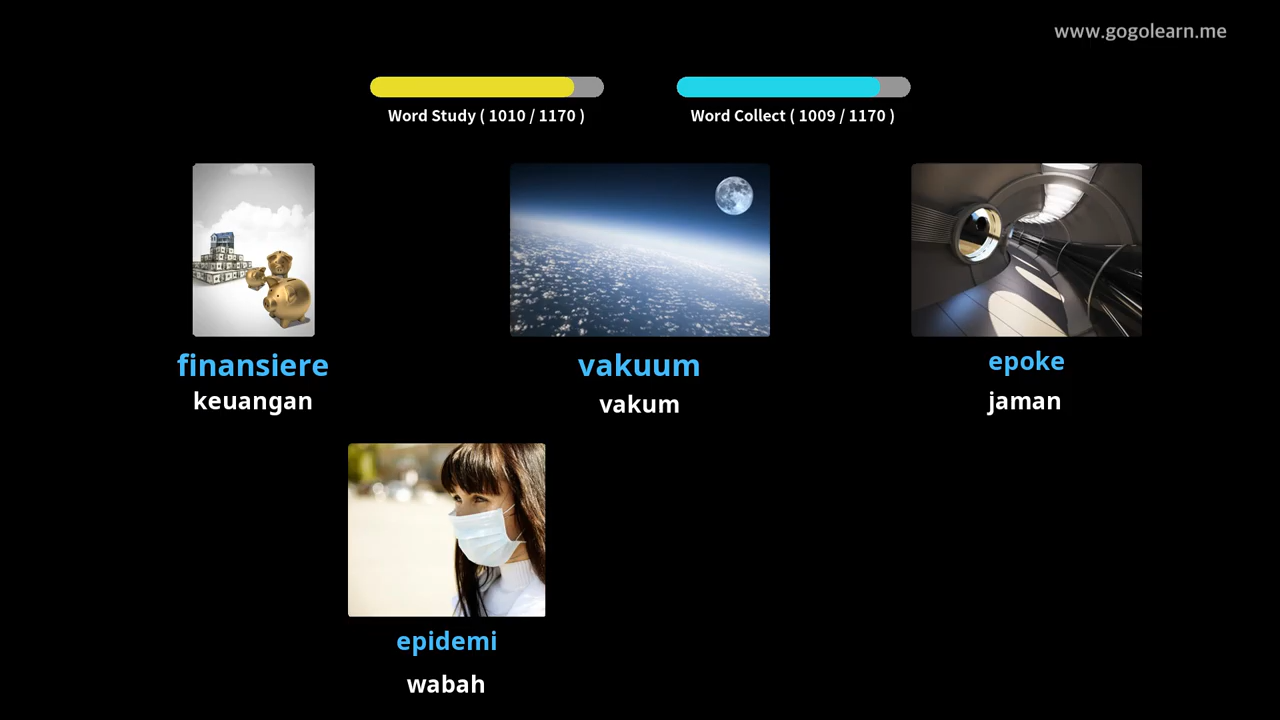 www.gogolearn.me
Word Study ( 1010 / 1170 )
Word Collect ( 1009 / 1170 )
finansiere
keuangan
vakuum
vakum
epoke
jaman
epidemi
wabah